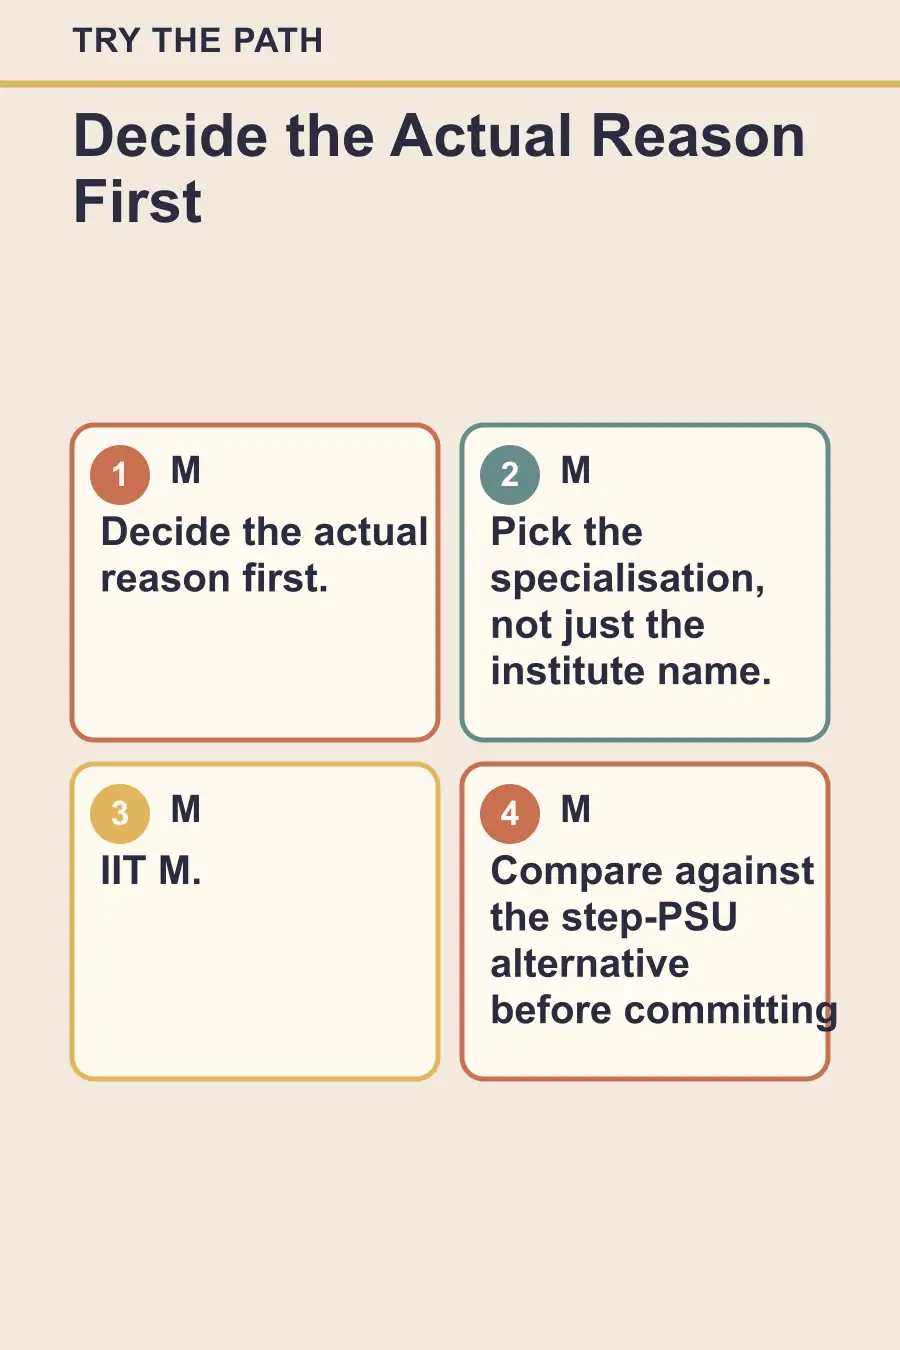 TRY THE PATH
Decide the Actual Reason
First
1 M
Decide the actual
reason first.
2 M
Pick the
specialisation,
not just the
institute name.
3 M
IIT M.
4 M
Compare against
the step-PSU
alternative
before committing